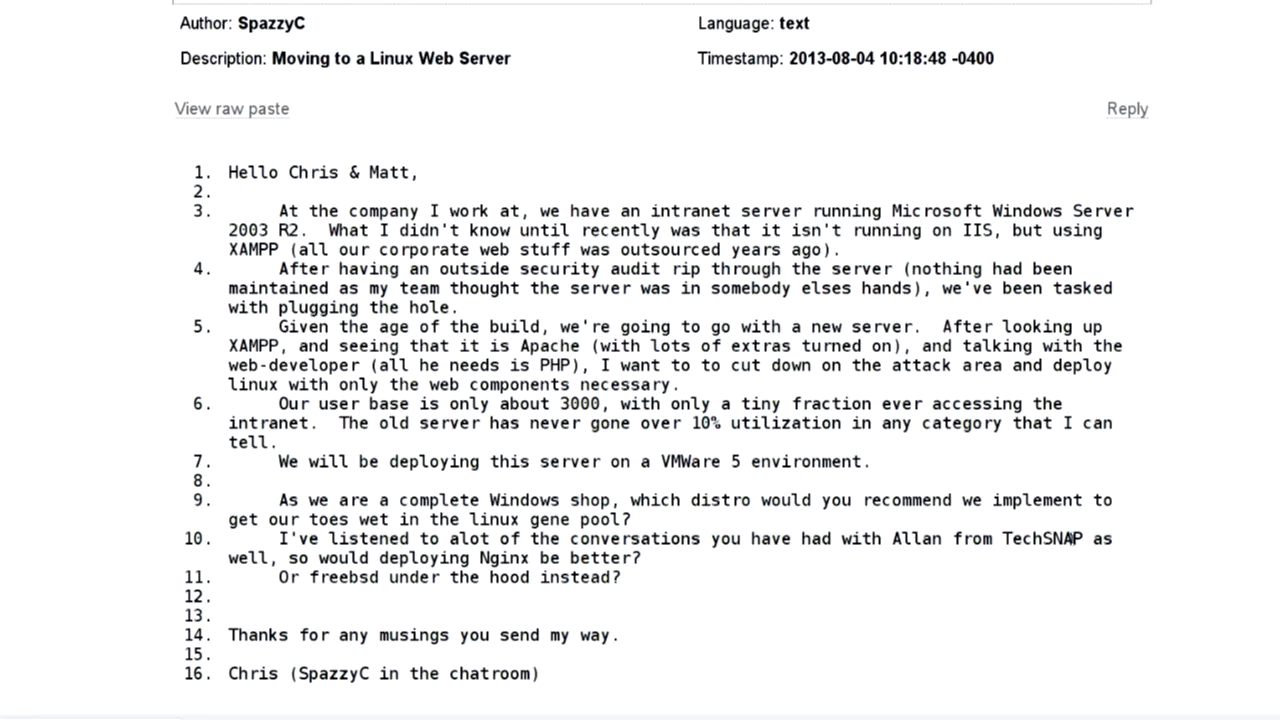 Author: SpazzyC
Language: text
Description: Moving to a Linux Web Server
Timestamp: 2013-08-04 10:18:48 -0400
View raw paste
Reply
1. Hello Chris & Matt,
2.
3. At the company I work at, we have an intranet server running Microsoft Windows Server
2003 R2. What I didn't know until recently was that it isn't running on IIS, but using
XAMPP (all our corporate web stuff was outsourced years ago).
4. After having an outside security audit rip through the server (nothing had been
maintained as my team thought the server was in somebody elses hands), we've been tasked
with plugging the hole.
5. Given the age of the build, we're going to go with a new server. After looking up
XAMPP, and seeing that it is Apache (with lots of extras turned on), and talking with the
web-developer (all he needs is PHP), I want to to cut down on the attack area and deploy
linux with only the web components necessary.
6. Our user base is only about 3000, with only a tiny fraction ever accessing the
intranet. The old server has never gone over 10% utilization in any category that I can
tell.
7. We will be deploying this server on a VMWare 5 environment.
8.
9. As we are a complete Windows shop, which distro would you recommend we implement to
get our toes wet in the linux gene pool?
10. I've listened to alot of the conversations you have had with Allan from TechSNAP as
well, so would deploying Nginx be better?
11. Or freebsd under the hood instead?
12.
13.
14. Thanks for any musings you send my way.
15.
16. Chris (SpazzyC in the chatroom)